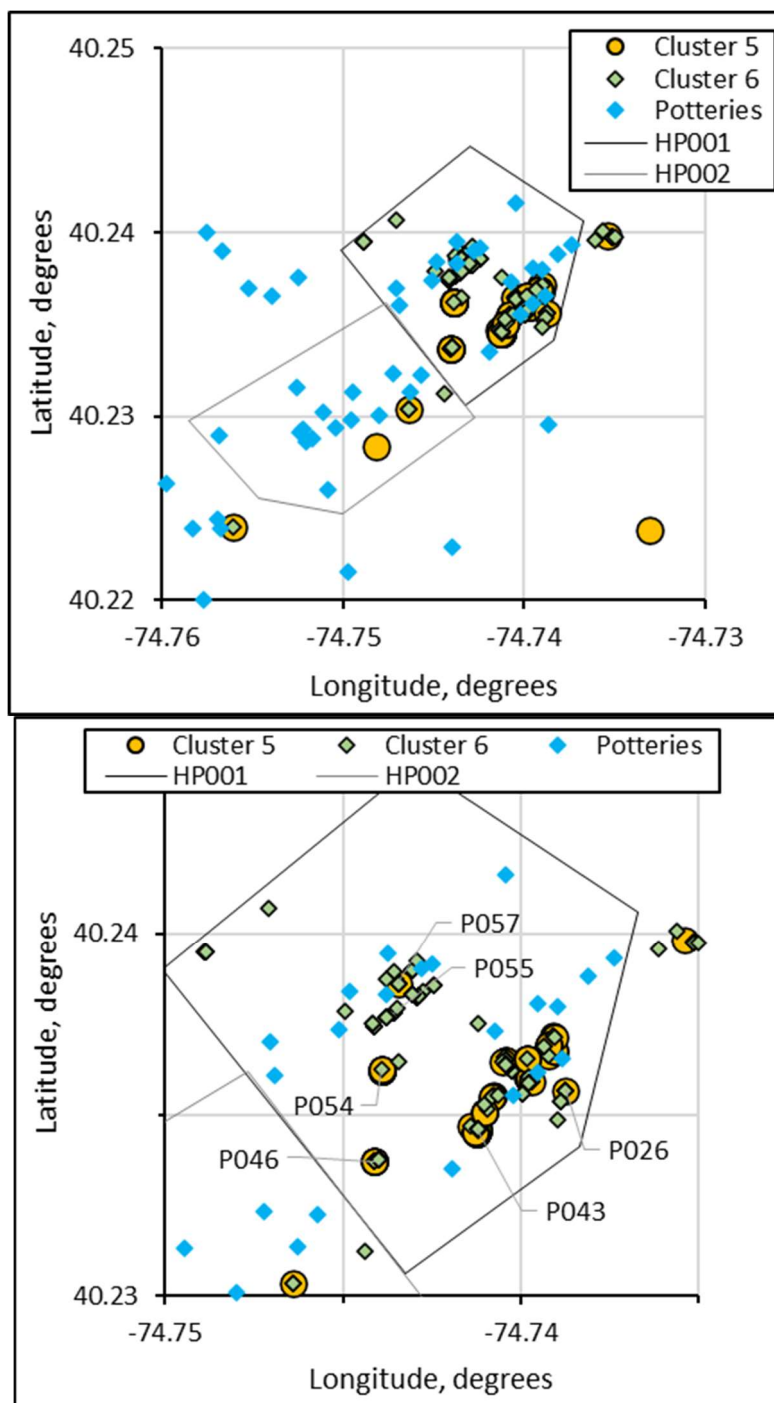 40.25
Cluster 5
Cluster 6
Potteries
HP001
HP002
40.24
40.23
40.22
-74.76
-74.75
-74.74
-74.73
Latitude, degrees
Longitude, degrees
Cluster 5
Cluster 6
Potteries
HP001
HP002
P057
40.24
P055
P054
P046
P026
P043
40.23
-74.75
-74.74
Latitude, degrees
Longitude, degrees